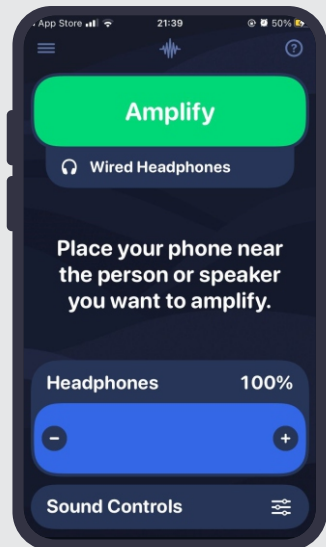 App Store
21:39
50%
?
Amplify
Wired Headphones
Place your phone near
the person or speaker
you want to amplify.
Headphones 100%
- +
Sound Controls